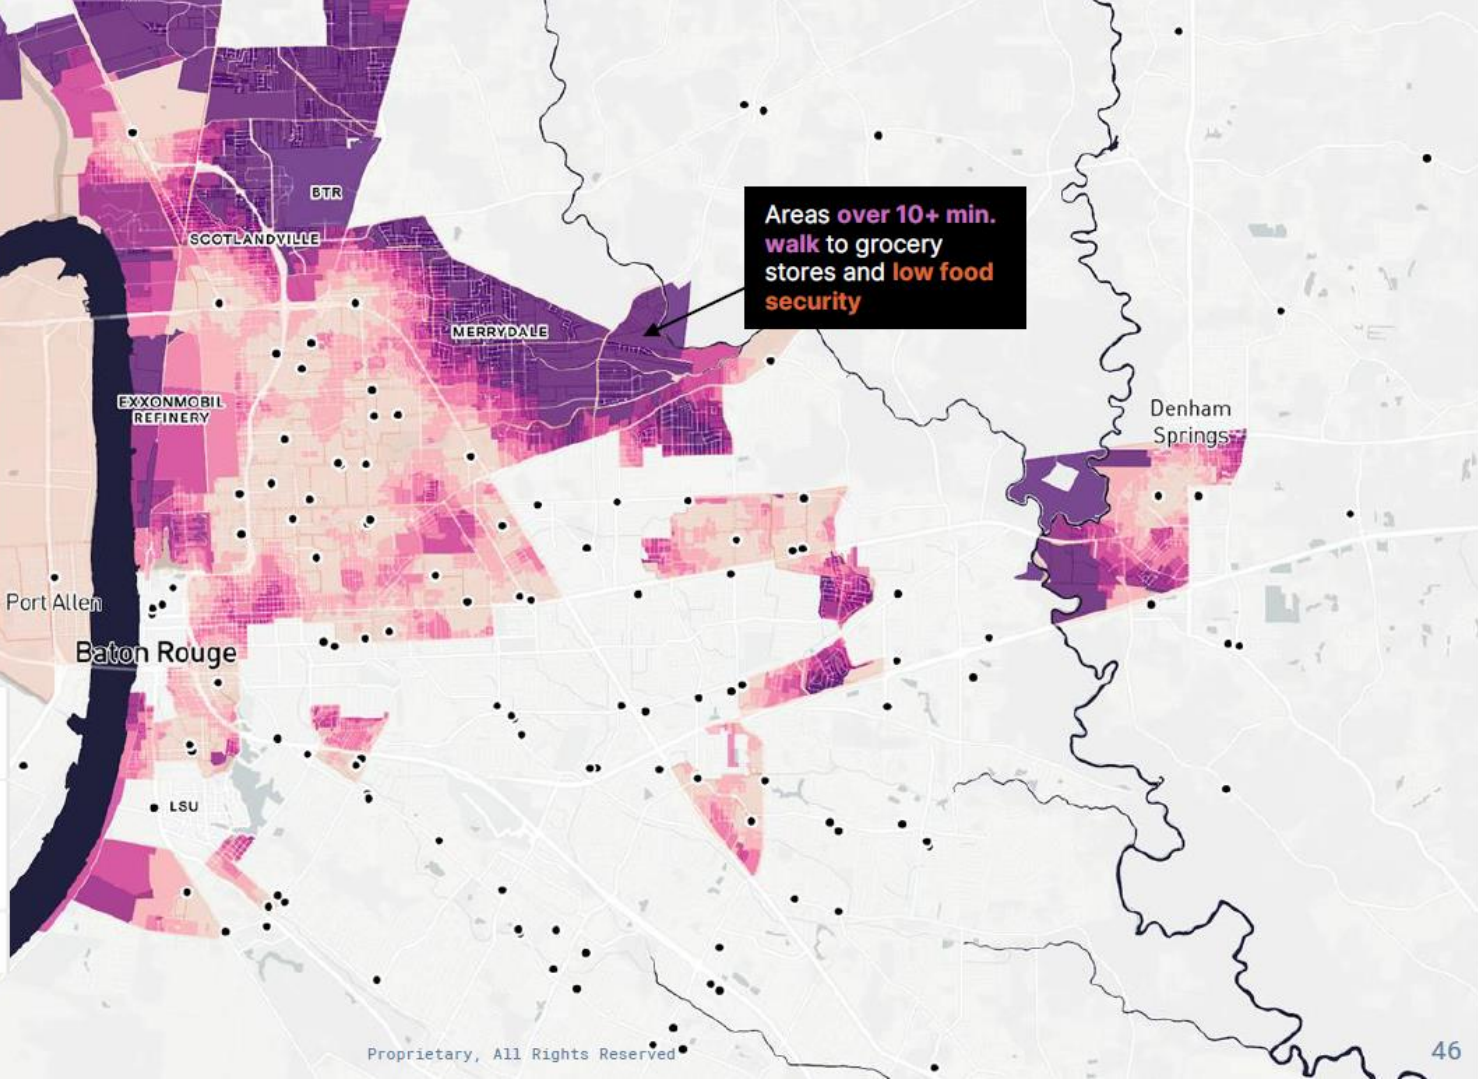 BTR
Areas over 10+ min.
walk to grocery
stores and low food
security
SCOTLANDVILLE
MERRYDALE
EXXONMOBIL
REFINERY
Denham
Springs
Port Allen
Baton Rouge
LSU
Proprietary, All Rights Reserved
46